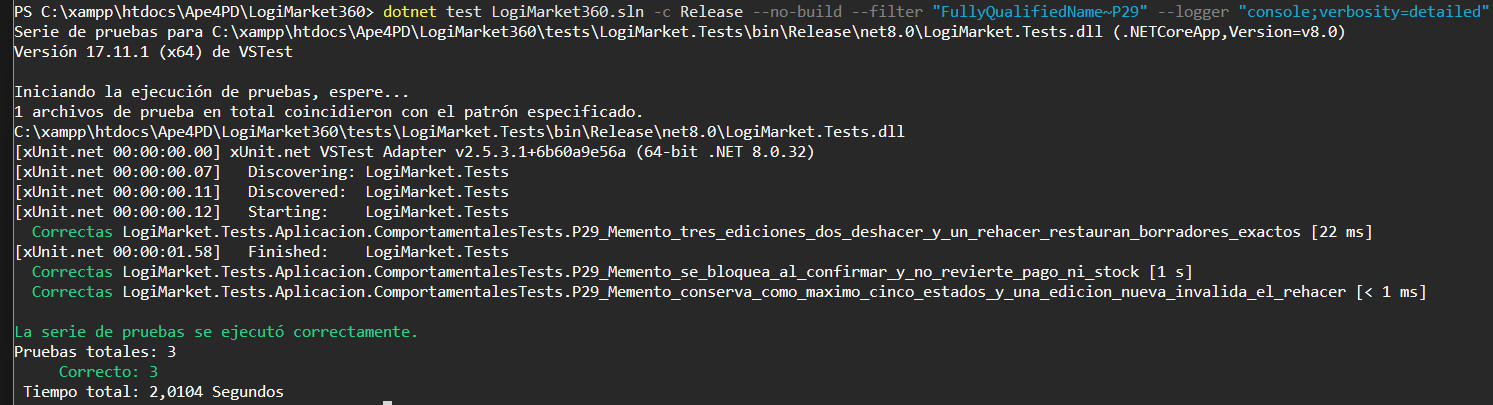 PS C:\xampp\htdocs\Ape4PD\LogiMarket360> dotnet test LogiMarket360.sln -c Release --no-build --filter "FullyQualifiedName~P29" --logger "console;verbosity=detailed"
Serie de pruebas para C:\xampp\htdocs\Ape4PD\LogiMarket360\tests\LogiMarket.Tests\bin\Release\net8.0\LogiMarket.Tests.dll (.NETCoreApp,Version=v8.0)
Versión 17.11.1 (x64) de VSTest
Iniciando la ejecución de pruebas, espere...
1 archivos de prueba en total coincidieron con el patrón especificado.
C:\xampp\htdocs\Ape4PD\LogiMarket360\tests\LogiMarket.Tests\bin\Release\net8.0\LogiMarket.Tests.dll
[xUnit.net 00:00:00.00] xUnit.net VSTest Adapter v2.5.3.1+6b60a9e56a (64-bit .NET 8.0.32)
[xUnit.net 00:00:00.07]   Discovering: LogiMarket.Tests
[xUnit.net 00:00:00.11]   Discovered:  LogiMarket.Tests
[xUnit.net 00:00:00.12]   Starting:    LogiMarket.Tests
  Correctas LogiMarket.Tests.Aplicacion.ComportamentalesTests.P29_Memento_tres_ediciones_dos_deshacer_y_un_rehacer_restauran_borradores_exactos [22 ms]
[xUnit.net 00:00:01.58]   Finished:    LogiMarket.Tests
  Correctas LogiMarket.Tests.Aplicacion.ComportamentalesTests.P29_Memento_se_bloquea_al_confirmar_y_no_revierte_pago_ni_stock [1 s]
  Correctas LogiMarket.Tests.Aplicacion.ComportamentalesTests.P29_Memento_conserva_como_maximo_cinco_estados_y_una_edicion_nueva_invalida_el_rehacer [< 1 ms]
La serie de pruebas se ejecutó correctamente.
Pruebas totales: 3
     Correcto: 3
 Tiempo total: 2,0104 Segundos